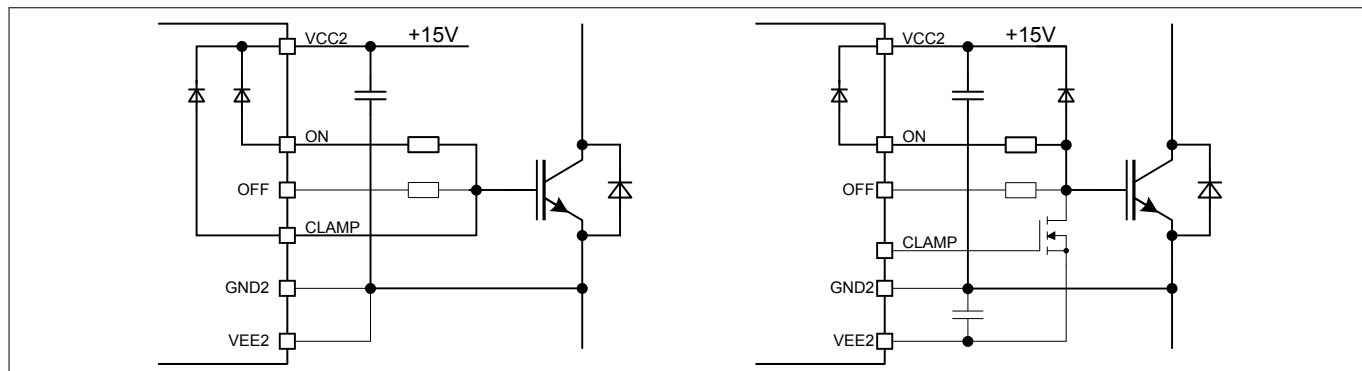 VCC2
+15V
ON
OFF
CLAMP
GND2
VEE2
VCC2
+15V
ON
OFF
CLAMP
GND2
VEE2